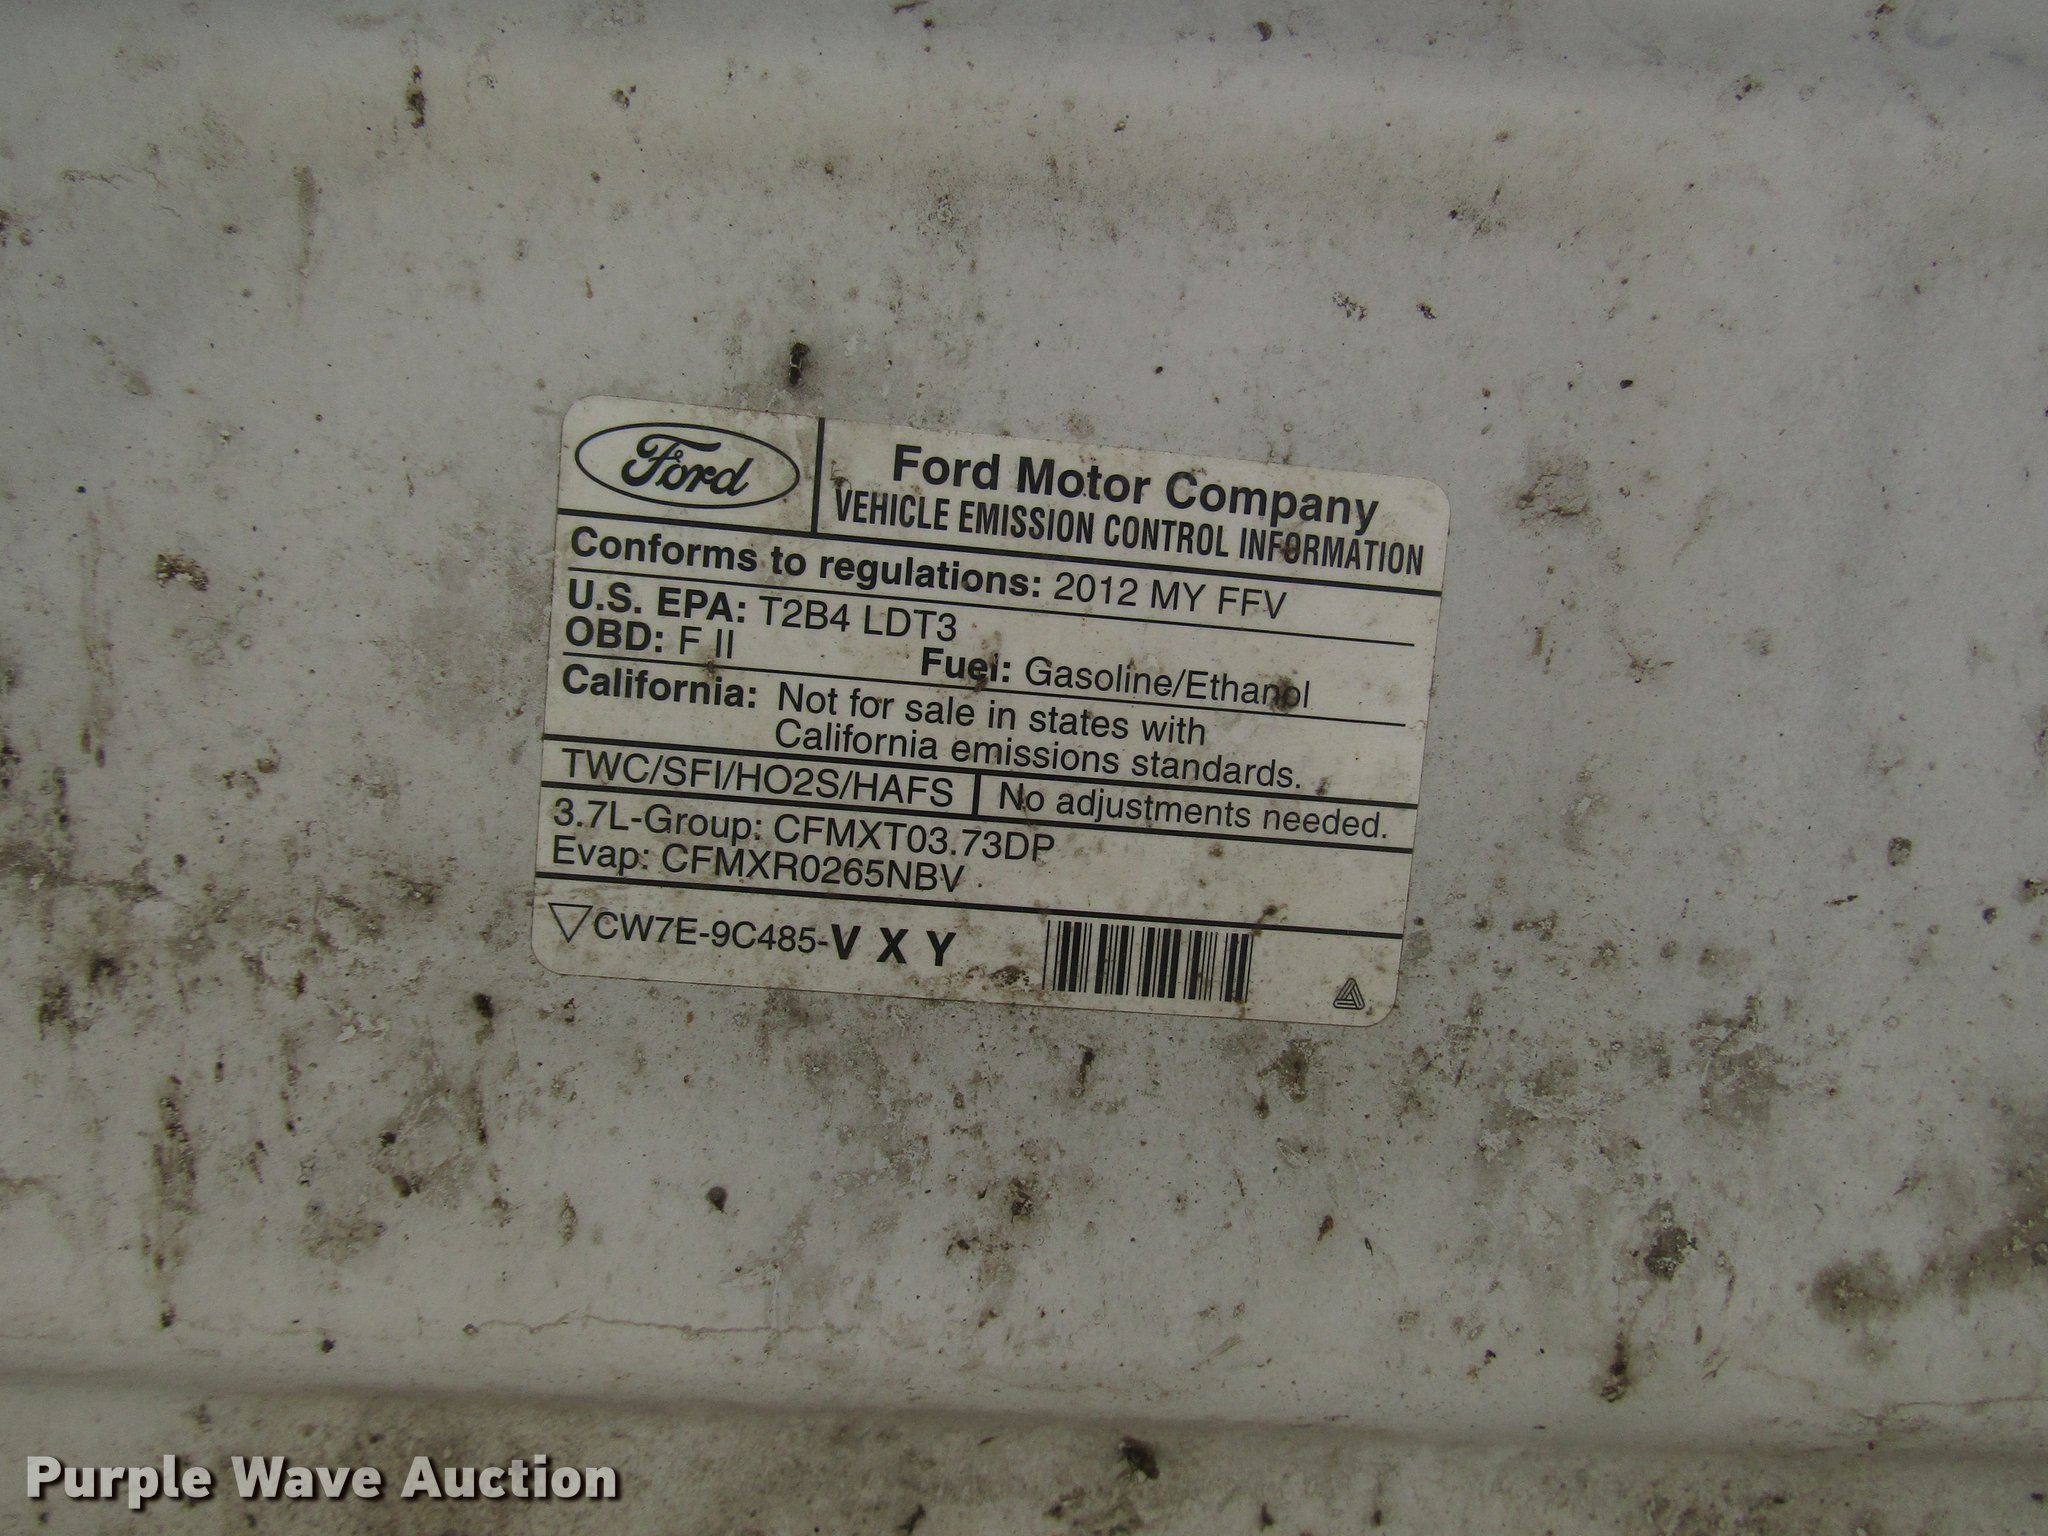 Ford
Ford Motor Company
VEHICLE EMISSION CONTROL INFORMATION
Conforms to regulations: 2012 MY FFV
U.S. EPA: T2B4 LDT3
OBD: F II Fuel: Gasoline/Ethanol
California: Not for sale in states with
California emissions standards.
TWC/SFI/HO2S/HAFS No adjustments needed.
3.7L-Group: CFMXT03.73DP
Evap: CFMXR0265NBV
CW7E-9C485-V X Y
Purple Wave Auction